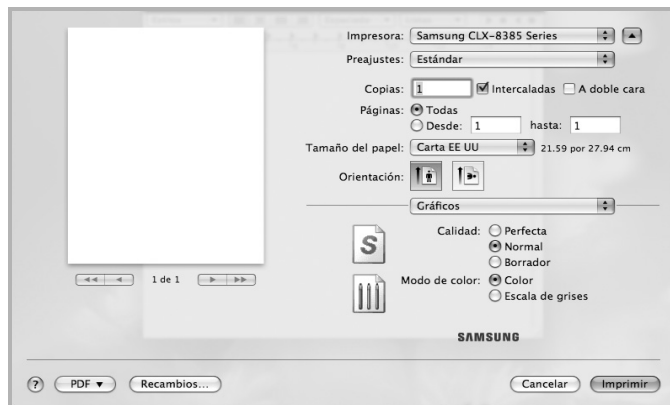 Impresora: Samsung CLX-8385 Series
Preajustes: Estándar
Copias: 1 Intercaladas A doble cara
Páginas: Todas
Desde: 1 hasta: 1
Tamaño del papel: Carta EE UU 21.59 por 27.94 cm
Orientación:
Gráficos
Calidad: Perfecta
S Normal
Borrador
1 de 1
Modo de color: Color
Escala de grises
SAMSUNG
? PDF Recambios... Cancelar Imprimir